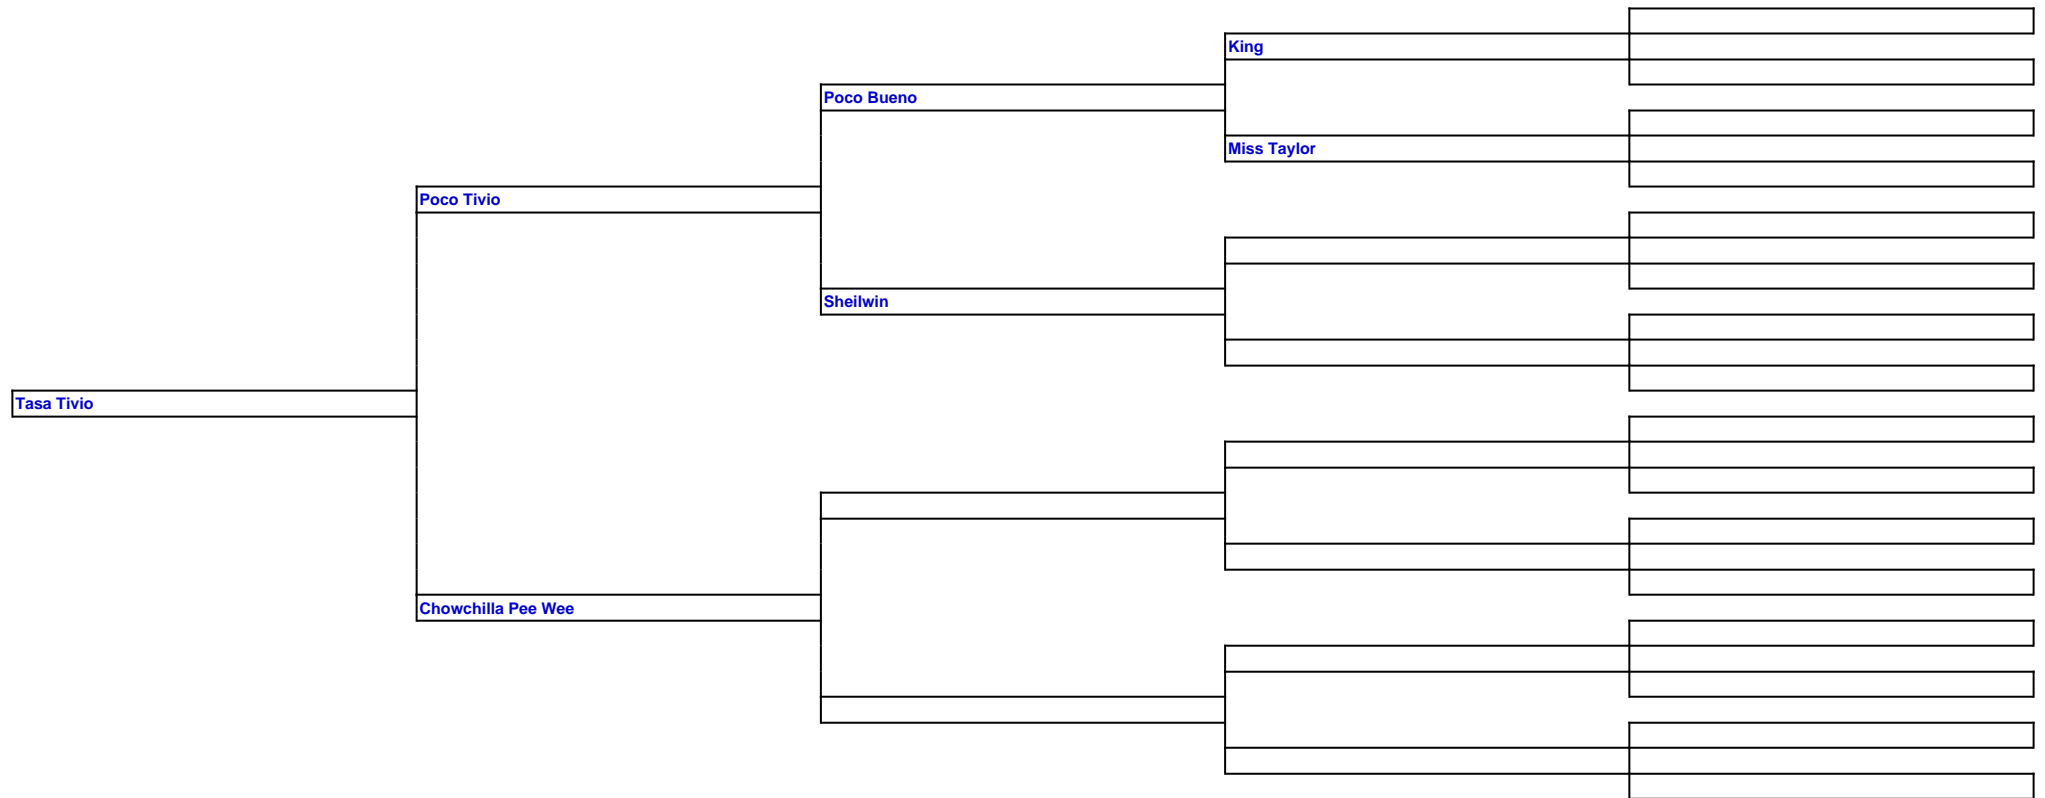 King
Poco Bueno
Miss Taylor
Poco Tivio
Sheilwin
Tasa Tivio
Chowchilla Pee Wee